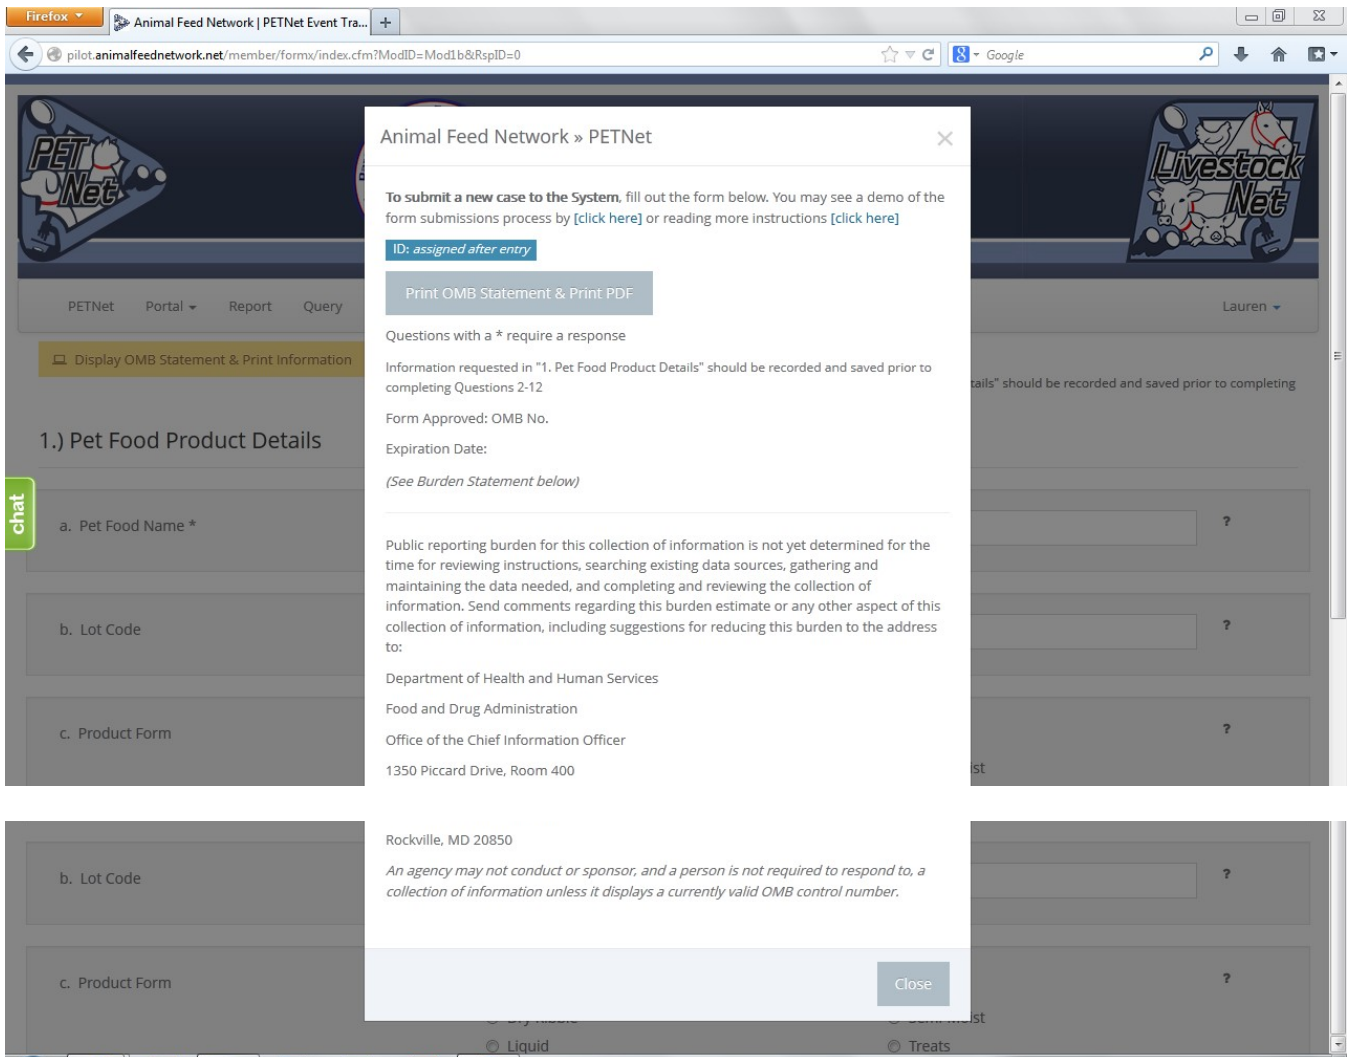 Firefox
Animal Feed Network | PETNet Event Tra...
pilot.animalfeednetwork.net/member/formx/index.cfm?ModID=Mod1b&RspID=0
Google
PET Net
Livestock Net
Animal Feed Network » PETNet
To submit a new case to the System, fill out the form below. You may see a demo of the
form submissions process by [click here] or reading more instructions [click here]
ID: assigned after entry
Print OMB Statement & Print PDF
PETNet Portal Report Query
Lauren
Display OMB Statement & Print Information
Questions with a * require a response
Information requested in "1. Pet Food Product Details" should be recorded and saved prior to
completing Questions 2-12
tails" should be recorded and saved prior to completing
Form Approved: OMB No.
1.) Pet Food Product Details
Expiration Date:
(See Burden Statement below)
chat
a. Pet Food Name *
?
Public reporting burden for this collection of information is not yet determined for the
time for reviewing instructions, searching existing data sources, gathering and
maintaining the data needed, and completing and reviewing the collection of
information. Send comments regarding this burden estimate or any other aspect of this
collection of information, including suggestions for reducing this burden to the address
to:
b. Lot Code
?
Department of Health and Human Services
Food and Drug Administration
Office of the Chief Information Officer
1350 Piccard Drive, Room 400
c. Product Form
?
ist
Rockville, MD 20850
An agency may not conduct or sponsor, and a person is not required to respond to, a
collection of information unless it displays a currently valid OMB control number.
b. Lot Code
?
c. Product Form
?
Close
Dry Kibble
Semi-Moist
Liquid
Treats